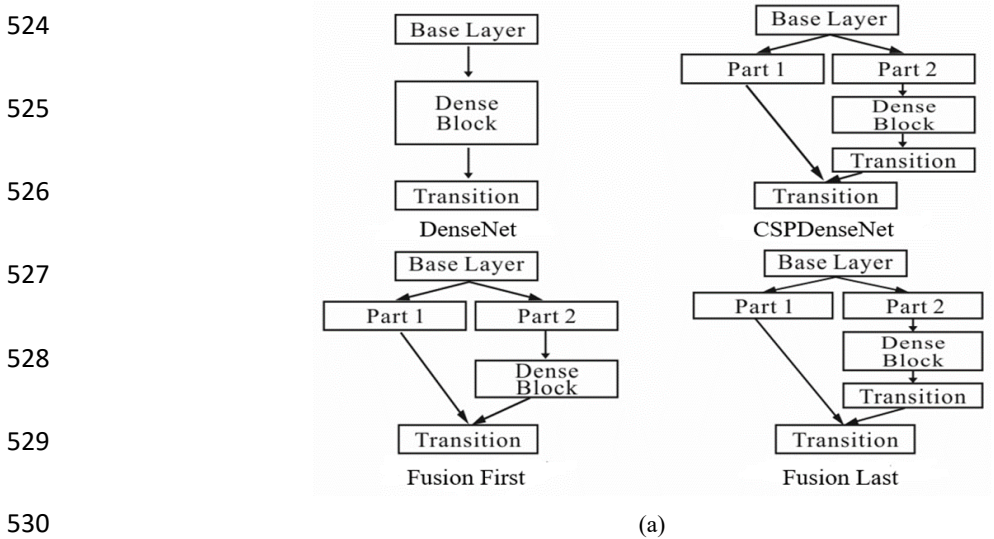 524
Base Layer
Dense
Block
Transition
DenseNet
Base Layer
Part 1
Part 2
Dense
Block
Transition
Transition
CSPDenseNet
525
526
527
Base Layer
Part 1
Part 2
Dense
Block
Transition
Fusion First
Base Layer
Part 1
Part 2
Dense
Block
Transition
Transition
Fusion Last
528
529
530
(a)